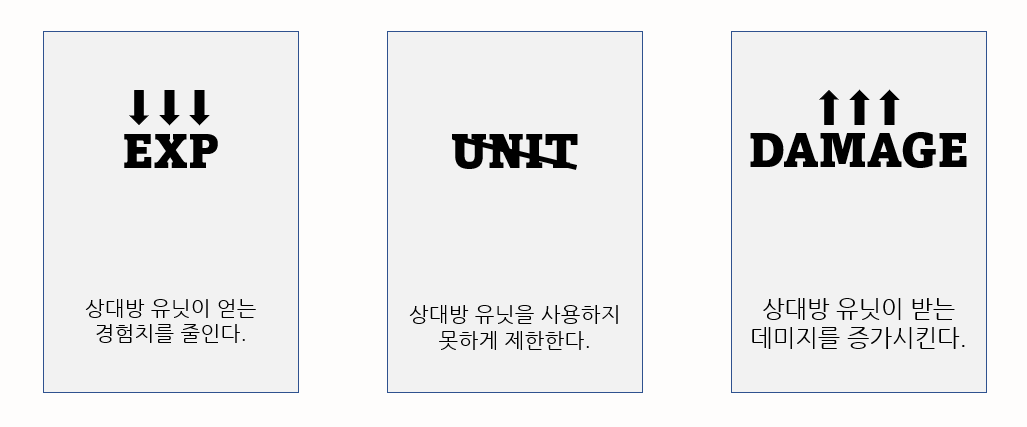 EXP
상대방 유닛이 얻는
경험치를 줄인다.
UNIT
상대방 유닛을 사용하지
못하게 제한한다.
DAMAGE
상대방 유닛이 받는
데미지를 증가시킨다.